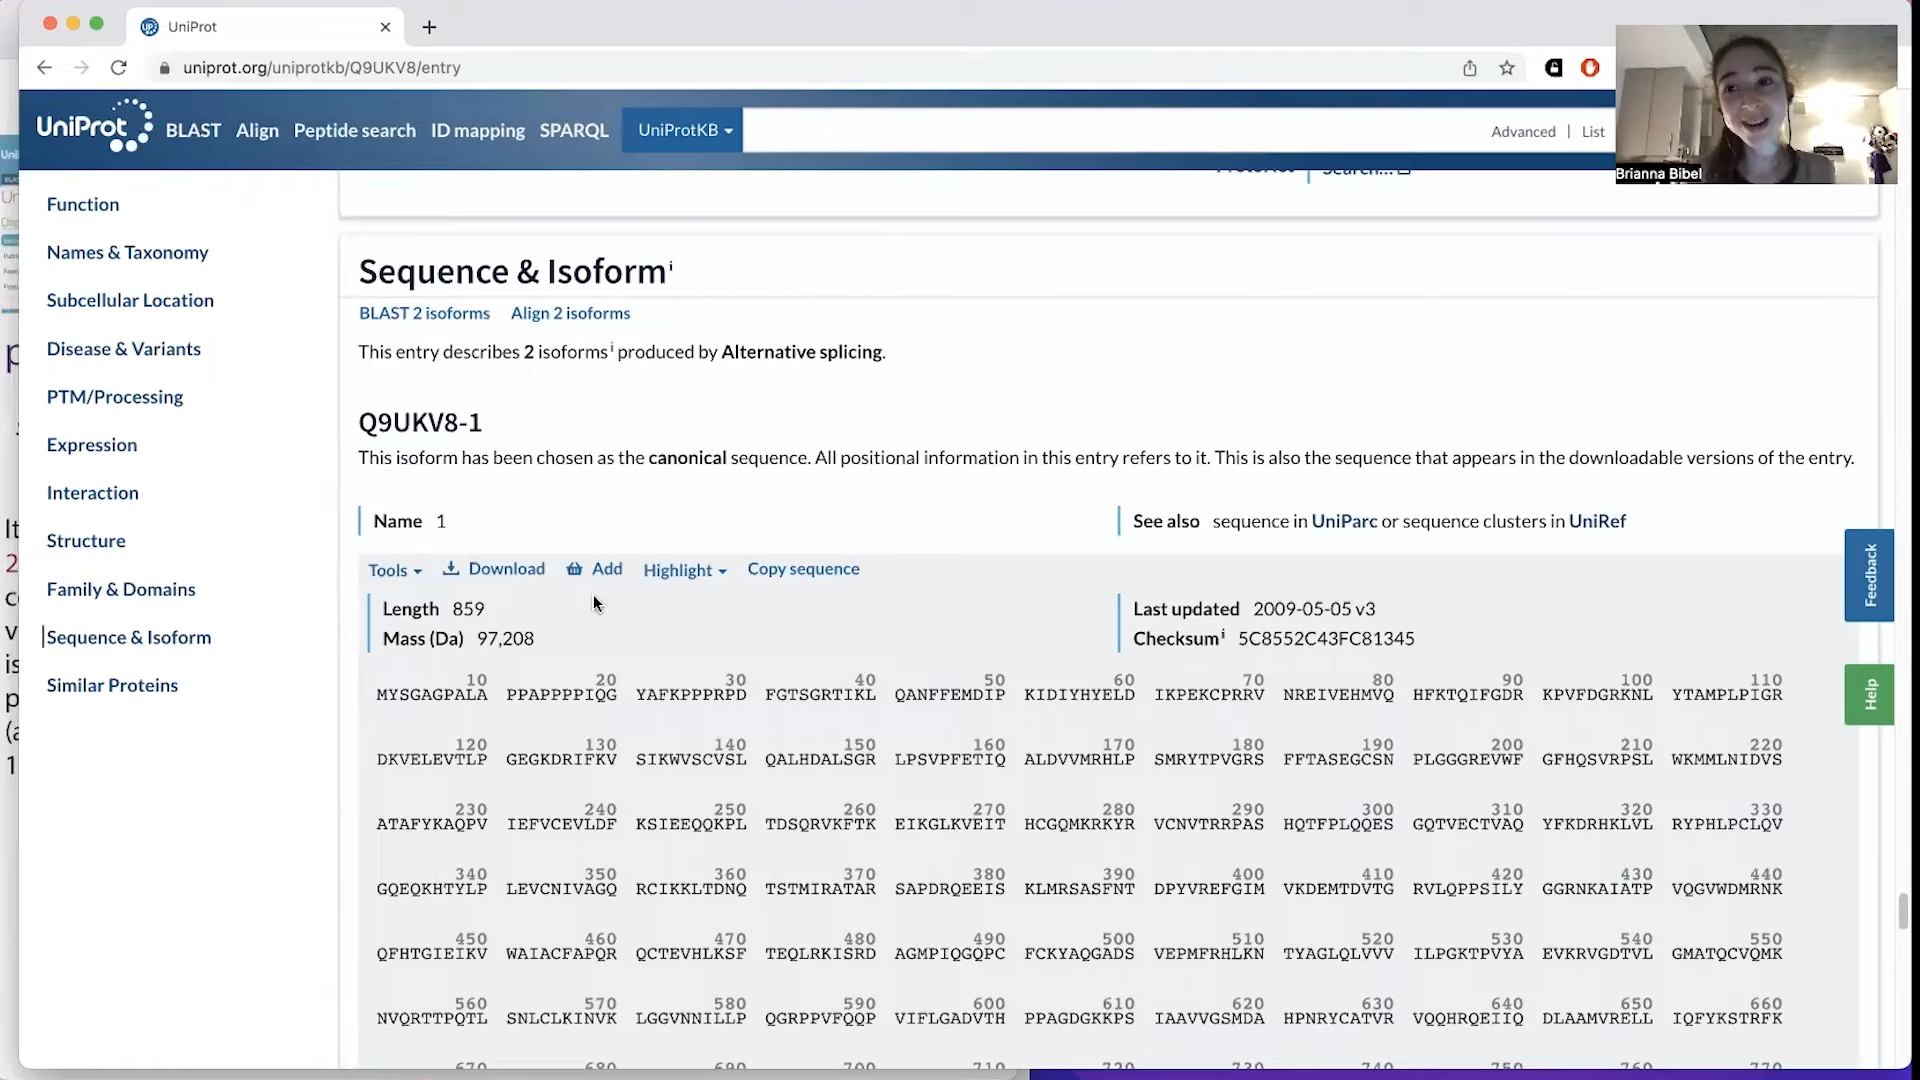 UniProt
uniprot.org/uniprotkb/Q9UKV8/entry
UniProt BLAST Align Peptide search ID mapping SPARQL UniProtKB Advanced | List
Brianna Bibel
Search...
Function
Names & Taxonomy
Subcellular Location
Disease & Variants
PTM/Processing
Expression
Interaction
Structure
Family & Domains
Sequence & Isoform
Similar Proteins
Sequence & Isoform i
BLAST 2 isoforms Align 2 isoforms
This entry describes 2 isoforms i produced by Alternative splicing.
Q9UKV8-1
This isoform has been chosen as the canonical sequence. All positional information in this entry refers to it. This is also the sequence that appears in the downloadable versions of the entry.
Name 1 See also sequence in UniParc or sequence clusters in UniRef
Tools Download Add Highlight Copy sequence
Length 859 Last updated 2009-05-05 v3
Mass (Da) 97,208 Checksum i 5C8552C43FC81345
10 20 30 40 50 60 70 80 90 100 110
MYSGAGPALA PPAPPPPIQG YAFKPPPRPD FGTSGRTIKL QANFFEMDIP KIDIYHYELD IKPEKCPRRV NREIVEHMVQ HFKTQIFGDR KPVFDGRKNL YTAMPLPIGR
120 130 140 150 160 170 180 190 200 210 220
DKVELEVTLP GEGKDRIFKV SIKWVSCVSL QALHDALSGR LPSVPFETIQ ALDVVMRHLP SMRYTPVGRS FFTASEGCSN PLGGGREVWF GFHQSVRPSL WKMMLNIDVS
230 240 250 260 270 280 290 300 310 320 330
ATAFYKAQPV IEFVCEVLDF KSIEEQQKPL TDSQRVKFTK EIKGLKVEIT HCGQMKRKYR VCNVTRRPAS HQTFPLQQES GQTVECTVAQ YFKDRHKLVL RYPHLPCLQV
340 350 360 370 380 390 400 410 420 430 440
GQEQKHTYLP LEVCNIVAGQ RCIKKLTDNQ TSTMIRATAR SAPDRQEEIS KLMRSASFNT DPYVREFGIM VKDEMTDVTG RVLQPPSILY GGRNKAIATP VQGVWDMRNK
450 460 470 480 490 500 510 520 530 540 550
QFHTGIEIKV WAIACFAPQR QCTEVHLKSF TEQLRKISRD AGMPIQGQPC FCKYAQGADS VEPMFRHLKN TYAGLQLVVV ILPGKTPVYA EVKRVGDTVL GMATQCVQMK
560 570 580 590 600 610 620 630 640 650 660
NVQRTTPQTL SNLCLKINVK LGGVNNILLP QGRPPVFQQP VIFLGADVTH PPAGDGKKPS IAAVVGSMDA HPNRYCATVR VQQHRQEIIQ DLAAMVRELL IQFYKSTRFK
670 680 690 700 710 720 730 740 750 760 770
Feedback
Help